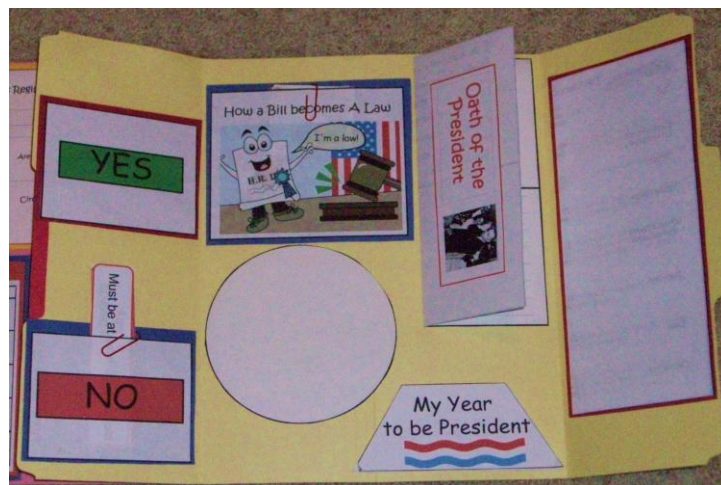 YES
Must be at
NO
How a Bill becomes A Law
I'm a law!
Oath of the
President
My Year
to be President